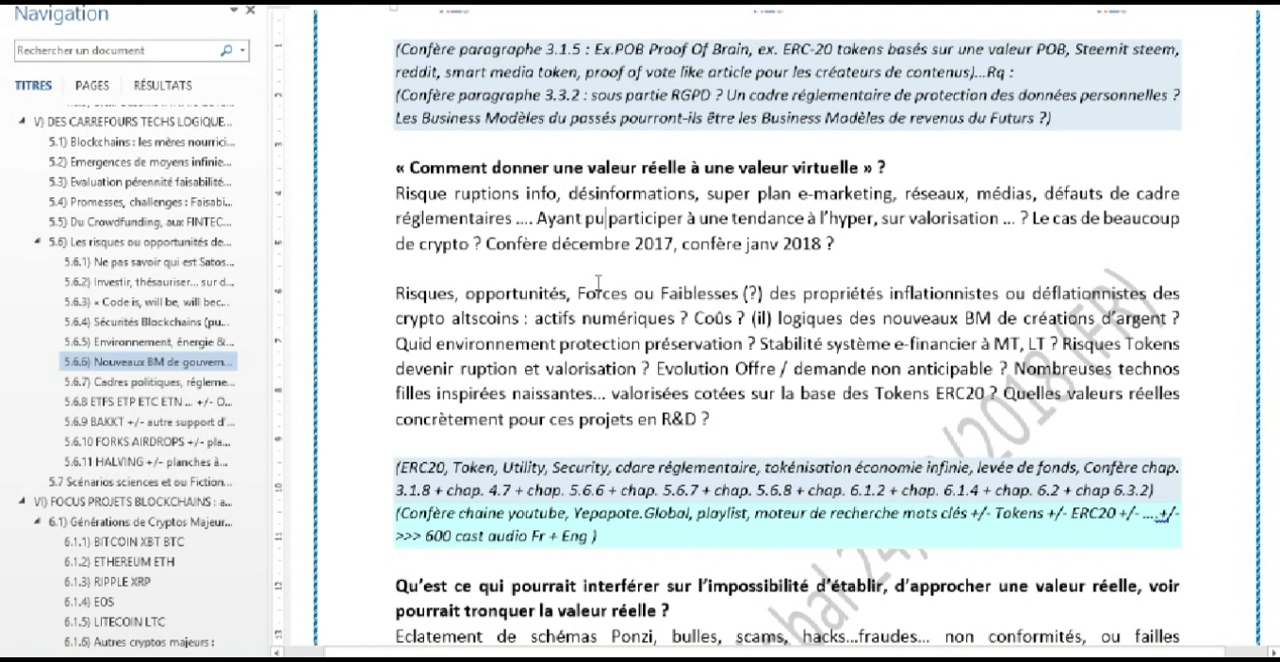 Navigation
Rechercher un document
TITRES PAGES RÉSULTATS
V) DES CARREFOURS TECHS LOGIQUE...
5.1) Blockchains : les mères nourrici...
5.2) Emergences de moyens infinie...
5.3) Evaluation pérennité faisabilité...
5.4) Promesses, challenges : Faisabi...
5.5) Du Crowdfunding, aux FINTEC...
5.6) Les risques ou opportunités de...
5.6.1) Ne pas savoir qui est Satos...
5.6.2) Investir, thésauriser... sur d...
5.6.3) « Code is, will be, will bec...
5.6.4) Sécurités Blockchains (pu...
5.6.5) Environnement, énergie &...
5.6.6) Nouveaux BM de gouvern...
5.6.7) Cadres politiques, régleme...
5.6.8 ETFS ETP ETC ETN ... +/- O...
5.6.9 BAKKT +/- autre support d'...
5.6.10 FORKS AIRDROPS +/- pla...
5.6.11 HALVING +/- planches à...
5.7 Scénarios sciences et ou Fiction...
VI) FOCUS PROJETS BLOCKCHAINS : a...
6.1) Générations de Cryptos Majeur...
6.1.1) BITCOIN XBT BTC
6.1.2) ETHEREUM ETH
6.1.3) RIPPLE XRP
6.1.4) EOS
6.1.5) LITECOIN LTC
6.1.6) Autres cryptos majeurs :
(Confère paragraphe 3.1.5 : Ex.POB Proof Of Brain, ex. ERC-20 tokens basés sur une valeur POB, Steemit steem,
reddit, smart media token, proof of vote like article pour les créateurs de contenus)...Rq :
(Confère paragraphe 3.3.2 : sous partie RGPD ? Un cadre réglementaire de protection des données personnelles ?
Les Business Modèles du passés pourront-ils être les Business Modèles de revenus du Futurs ?)
« Comment donner une valeur réelle à une valeur virtuelle » ?
Risque ruptions info, désinformations, super plan e-marketing, réseaux, médias, défauts de cadre
réglementaires .... Ayant pu participer à une tendance à l'hyper, sur valorisation ... ? Le cas de beaucoup
de crypto ? Confère décembre 2017, confère janv 2018 ?
Risques, opportunités, Forces ou Faiblesses (?) des propriétés inflationnistes ou déflationnistes des
crypto altscoins : actifs numériques ? Coûs ? (il) logiques des nouveaux BM de créations d'argent ?
Quid environnement protection préservation ? Stabilité système e-financier à MT, LT ? Risques Tokens
devenir ruption et valorisation ? Evolution Offre / demande non anticipable ? Nombreuses technos
filles inspirées naissantes... valorisées cotées sur la base des Tokens ERC20 ? Quelles valeurs réelles
concrètement pour ces projets en R&D ?
(ERC20, Token, Utility, Security, cdare réglementaire, tokénisation économie infinie, levée de fonds, Confère chap.
3.1.8 + chap. 4.7 + chap. 5.6.6 + chap. 5.6.7 + chap. 5.6.8 + chap. 6.1.2 + chap. 6.1.4 + chap. 6.2 + chap 6.3.2)
(Confère chaine youtube, Yepapote.Global, playlist, moteur de recherche mots clés +/- Tokens +/- ERC20 +/- ....+/-
>>> 600 cast audio Fr + Eng )
Qu'est ce qui pourrait interférer sur l'impossibilité d'établir, d'approcher une valeur réelle, voir
pourrait tronquer la valeur réelle ?
Eclatement de schémas Ponzi, bulles, scams, hacks...fraudes... non conformités, ou failles